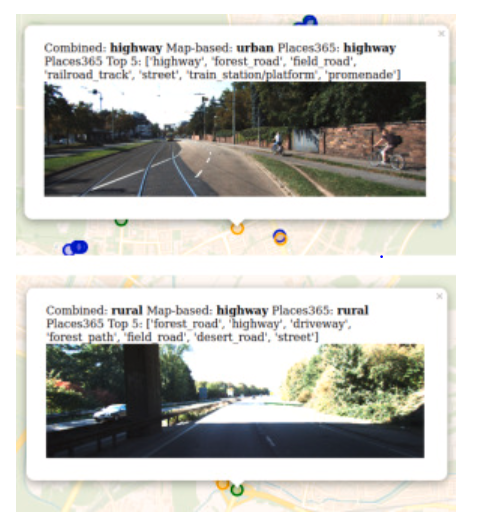 ×
Combined: highway Map-based: urban Places365: highway
Places365 Top 5: ['highway', 'forest_road', 'field_road',
'railroad_track', 'street', 'train_station/platform', 'promenade']
×
Combined: rural Map-based: highway Places365: rural
Places365 Top 5: ['forest_road', 'highway', 'driveway',
'forest_path', 'field_road', 'desert_road', 'street']